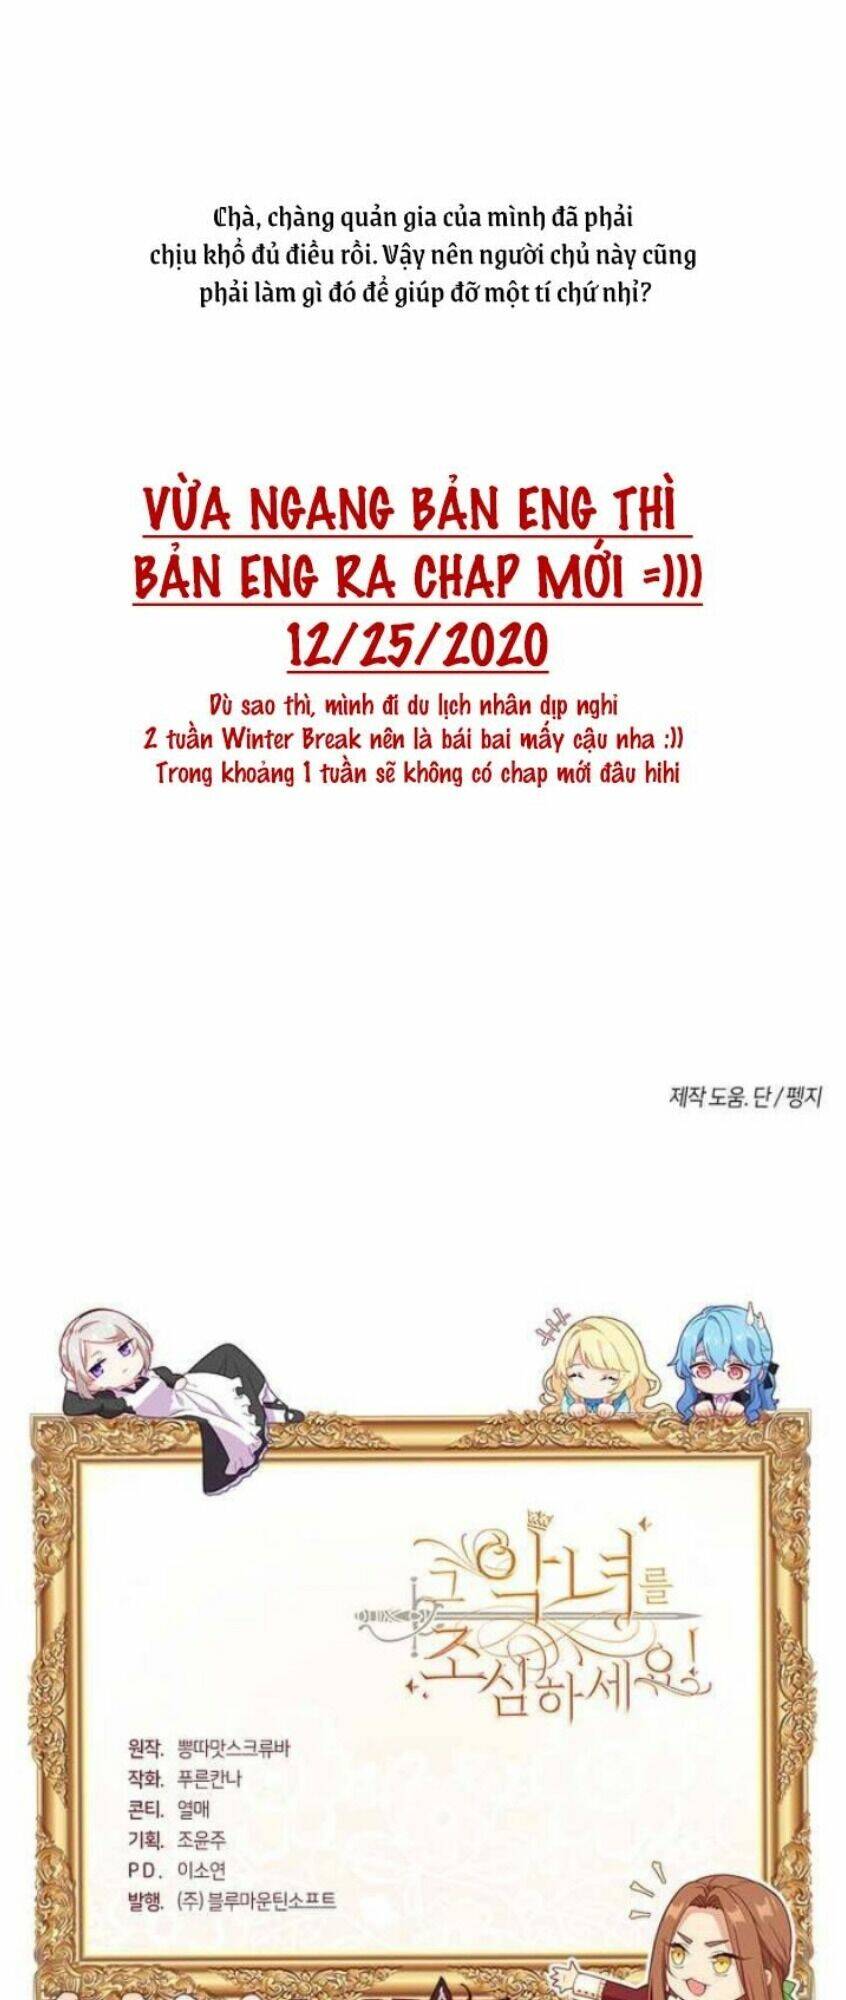 Chà, chàng quản gia của mình đã phải
chịu khổ đủ điều rồi. Vậy nên người chủ này cũng
phải làm gì đó để giúp đỡ một tí chứ nhỉ?
VỪA NGANG BẢN ENG THÌ
BẢN ENG RA CHAP MỚI =)))
12/25/2020
Dù sao thì, mình đi du lịch nhân dịp nghỉ
2 tuần Winter Break nên là bái bai mấy cậu nha :))
Trong khoảng 1 tuần sẽ không có chap mới đâu hihi
제작 도움. 단 / 펭지
그 악녀를
조심하세요!
원작. 뽕따맛스크류바
작화. 푸른칸나
콘티. 열매
기획. 조윤주
PD. 이소연
발행. (주) 블루마운틴소프트